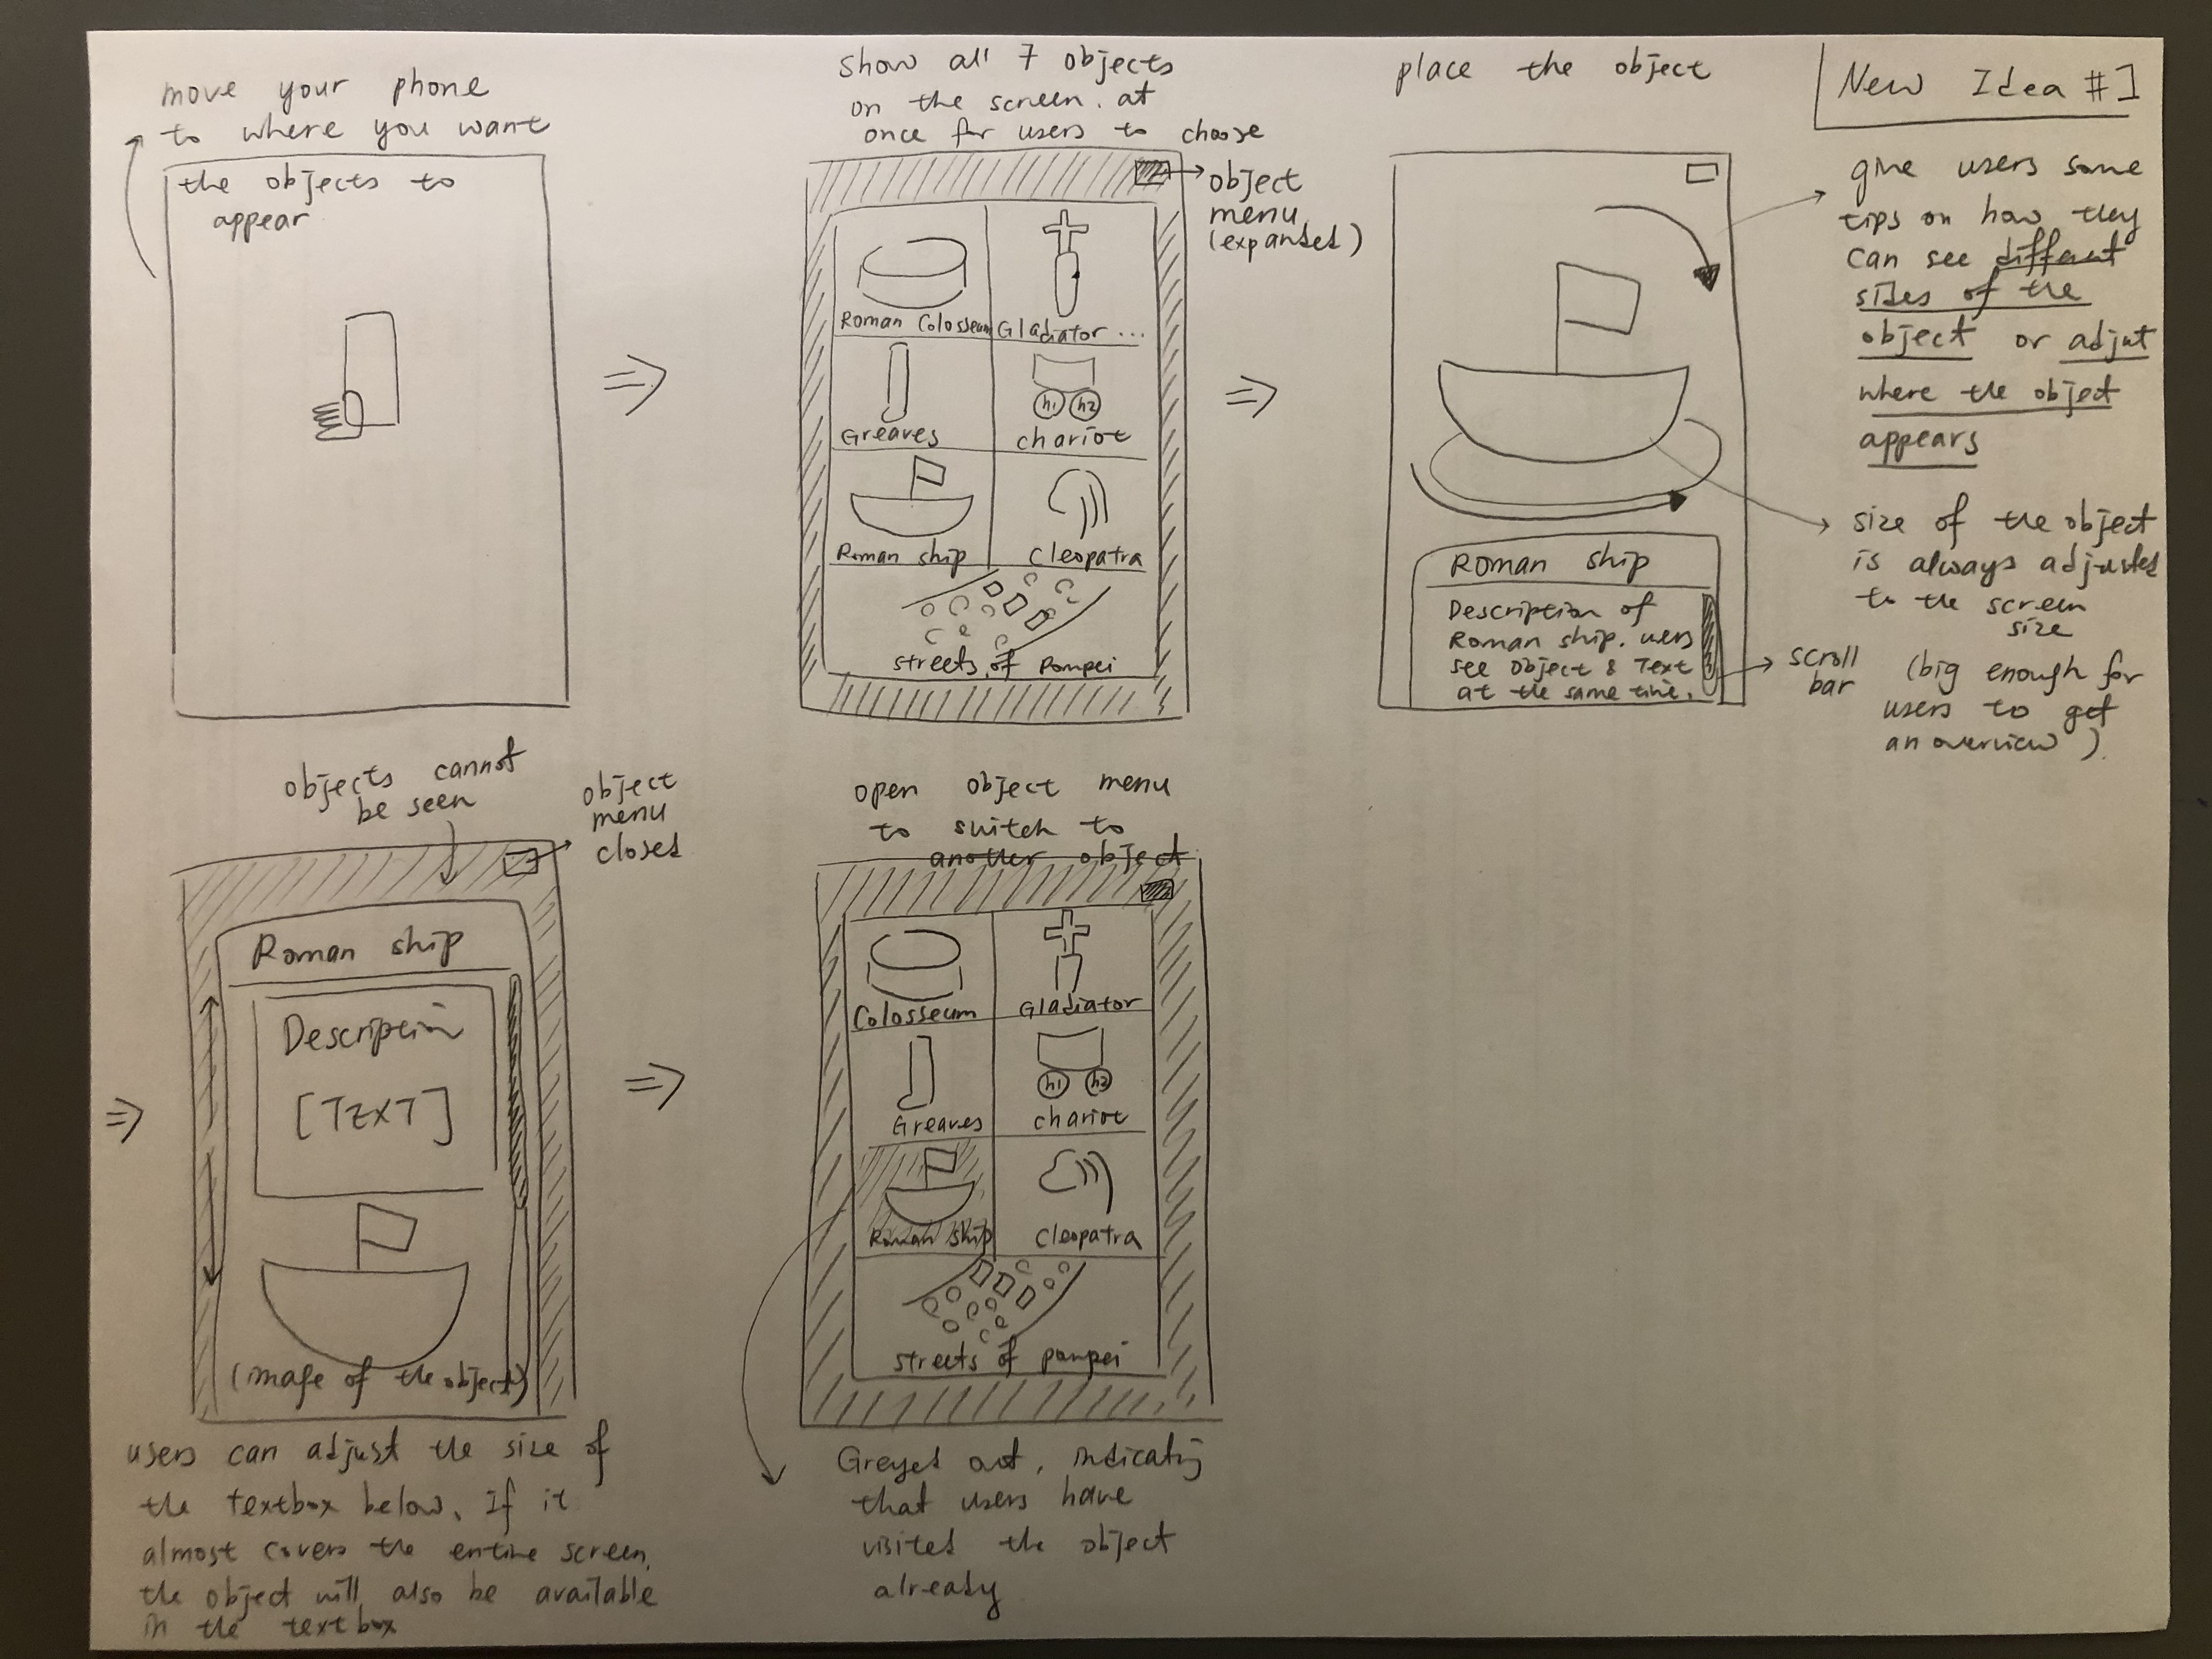 New Idea #1
move your phone
to where you want
the objects to
appear
show all 7 objects
on the screen. at
once for users to choose
object
menu
(expanded)
Roman Colosseum
Gladiator ...
Greaves
h1 h2
chariot
Roman ship
Cleopatra
streets of Pompei
place the object
give users some
tips on how they
can see different
sides of the
object or adjut
where the object
appears
size of the object
is always adjusted
to the screen
size
(big enough for
users to get
an overview).
Roman ship
Description of
Roman ship. uers
see object & Text
at the same time.
scroll
bar
objects cannot
be seen
object
menu
closed
Roman ship
Description
[TEXT]
(image of the object)
users can adjust the size of
the textbox below. If it
almost covers the entire screen,
the object will also be available
in the textbox
open object menu
to switch to
another object
Colosseum
Gladiator
Greaves
h1 h2
chariot
Roman ship
Cleopatra
streets of pompei
Greyed out, indicating
that users have
visited the object
already